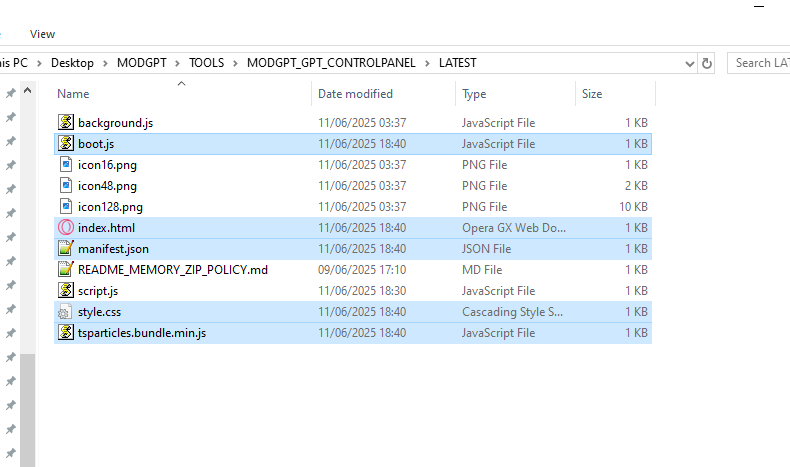 View
his PC > Desktop > MODGPT > TOOLS > MODGPT_GPT_CONTROLPANEL > LATEST
Search LAT
Name Date modified Type Size
background.js 11/06/2025 03:37 JavaScript File 1 KB
boot.js 11/06/2025 18:40 JavaScript File 1 KB
icon16.png 11/06/2025 03:37 PNG File 1 KB
icon48.png 11/06/2025 03:37 PNG File 2 KB
icon128.png 11/06/2025 03:37 PNG File 10 KB
index.html 11/06/2025 18:40 Opera GX Web Do... 1 KB
manifest.json 11/06/2025 18:40 JSON File 1 KB
README_MEMORY_ZIP_POLICY.md 09/06/2025 17:10 MD File 1 KB
script.js 11/06/2025 18:30 JavaScript File 1 KB
style.css 11/06/2025 18:40 Cascading Style S... 1 KB
tsparticles.bundle.min.js 11/06/2025 18:40 JavaScript File 1 KB